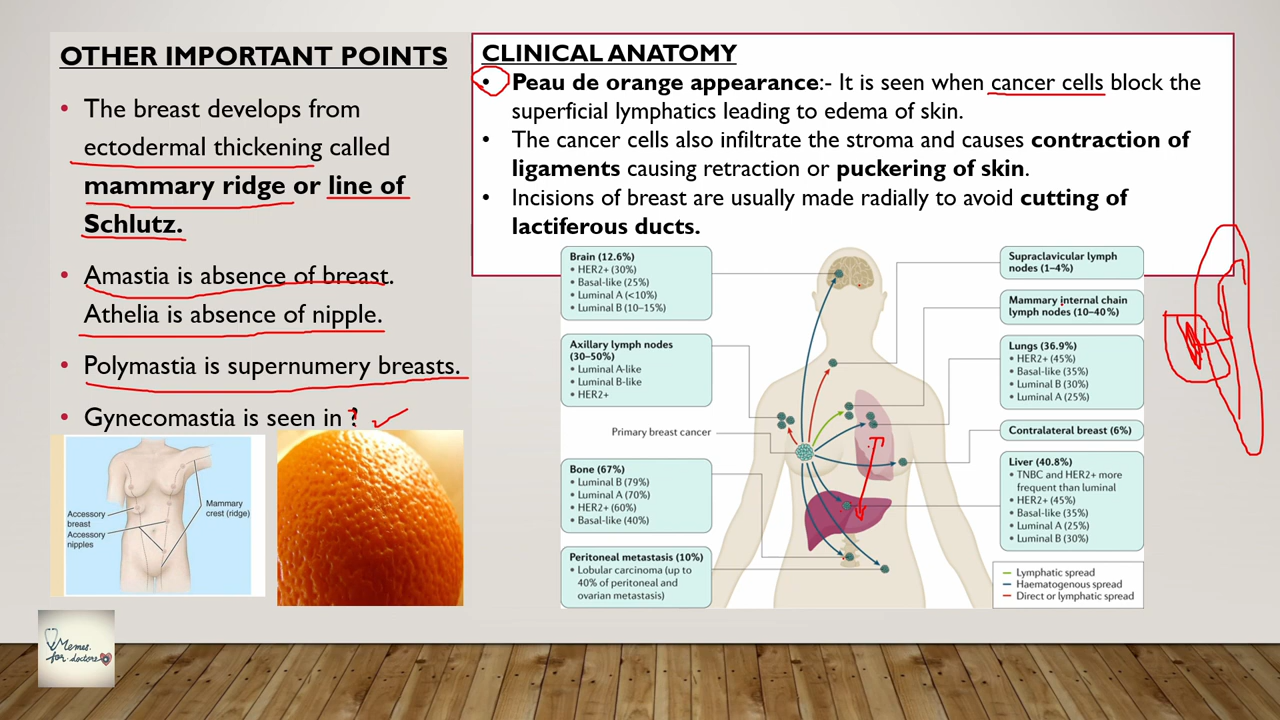 OTHER IMPORTANT POINTS
• The breast develops from
ectodermal thickening called
mammary ridge or line of
Schlutz.
• Amastia is absence of breast.
Athelia is absence of nipple.
• Polymastia is supernumery breasts.
• Gynecomastia is seen in ?
Accessory
breast
Accessory
nipples
Mammary
crest (ridge)
Memes.
for.doctors
CLINICAL ANATOMY
• Peau de orange appearance:- It is seen when cancer cells block the
superficial lymphatics leading to edema of skin.
• The cancer cells also infiltrate the stroma and causes contraction of
ligaments causing retraction or puckering of skin.
• Incisions of breast are usually made radially to avoid cutting of
lactiferous ducts.
Brain (12.6%)
• HER2+ (30%)
• Basal-like (25%)
• Luminal A (<10%)
• Luminal B (10–15%)
Axillary lymph nodes
(30–50%)
• Luminal A-like
• Luminal B-like
• HER2+
Primary breast cancer
Bone (67%)
• Luminal B (79%)
• Luminal A (70%)
• HER2+ (60%)
• Basal-like (40%)
Peritoneal metastasis (10%)
• Lobular carcinoma (up to
40% of peritoneal and
ovarian metastasis)
Supraclavicular lymph
nodes (1–4%)
Mammary internal chain
lymph nodes (10–40%)
Lungs (36.9%)
• HER2+ (45%)
• Basal-like (35%)
• Luminal B (30%)
• Luminal A (25%)
Contralateral breast (6%)
Liver (40.8%)
• TNBC and HER2+ more
frequent than luminal
• HER2+ (45%)
• Basal-like (35%)
• Luminal A (25%)
• Luminal B (30%)
Lymphatic spread
Haematogenous spread
Direct or lymphatic spread